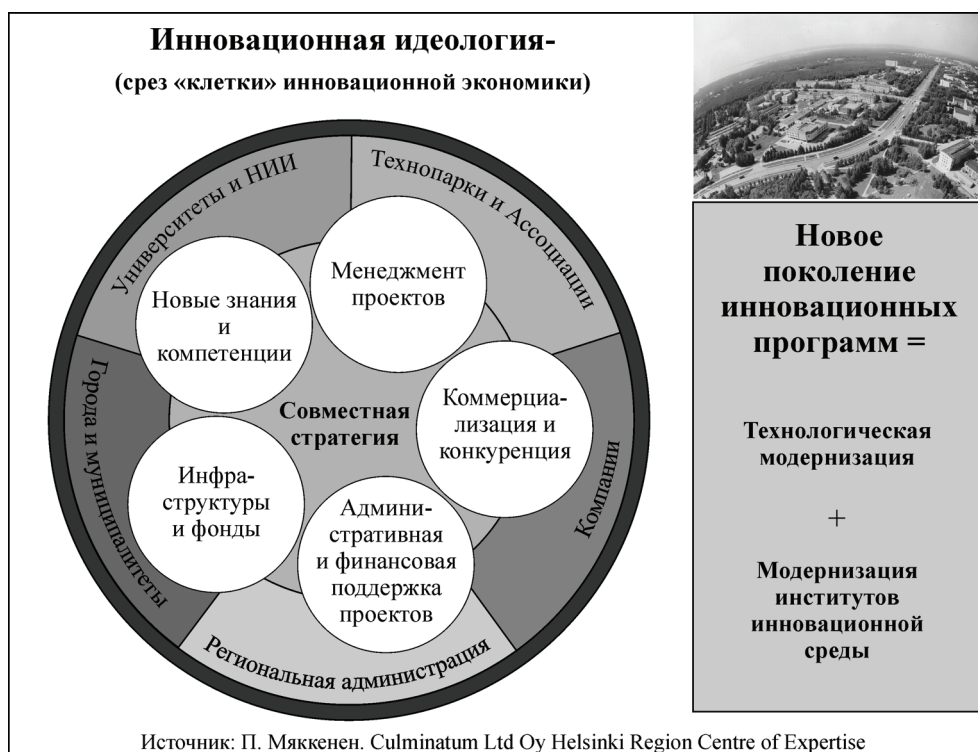 Инновационная идеология-
(срез «клетки» инновационной экономики)
Университеты и НИИ
Технопарки и Ассоциации
Менеджмент
проектов
Новые знания
и
компетенции
Города и муниципалитеты
Совместная
стратегия
Коммерциа-
лизация и
конкуренция
Компании
Инфра-
структуры
и фонды
Админи-
стративная
и финансовая
поддержка
проектов
Региональная администрация
Новое
поколение
инновационных
программ =
Технологическая
модернизация
+
Модернизация
институтов
инновационной
среды
Источник: П. Мяккенен. Culminatum Ltd Oy Helsinki Region Centre of Expertise